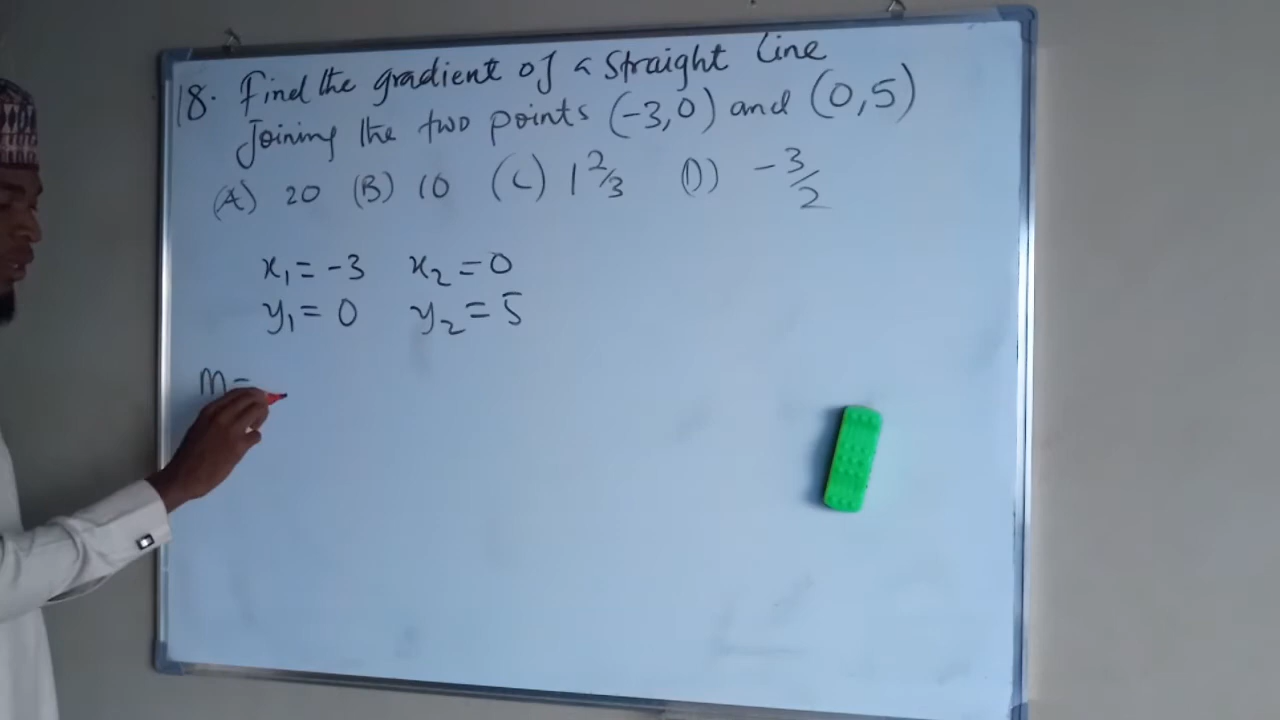 18. Find the gradient of a straight line
Joining the two points (-3,0) and (0,5)
(A) 20 (B) 10 (C) 1 2/3 D) -3/2
x₁ = -3 x₂ = 0
y₁ = 0 y₂ = 5
m =